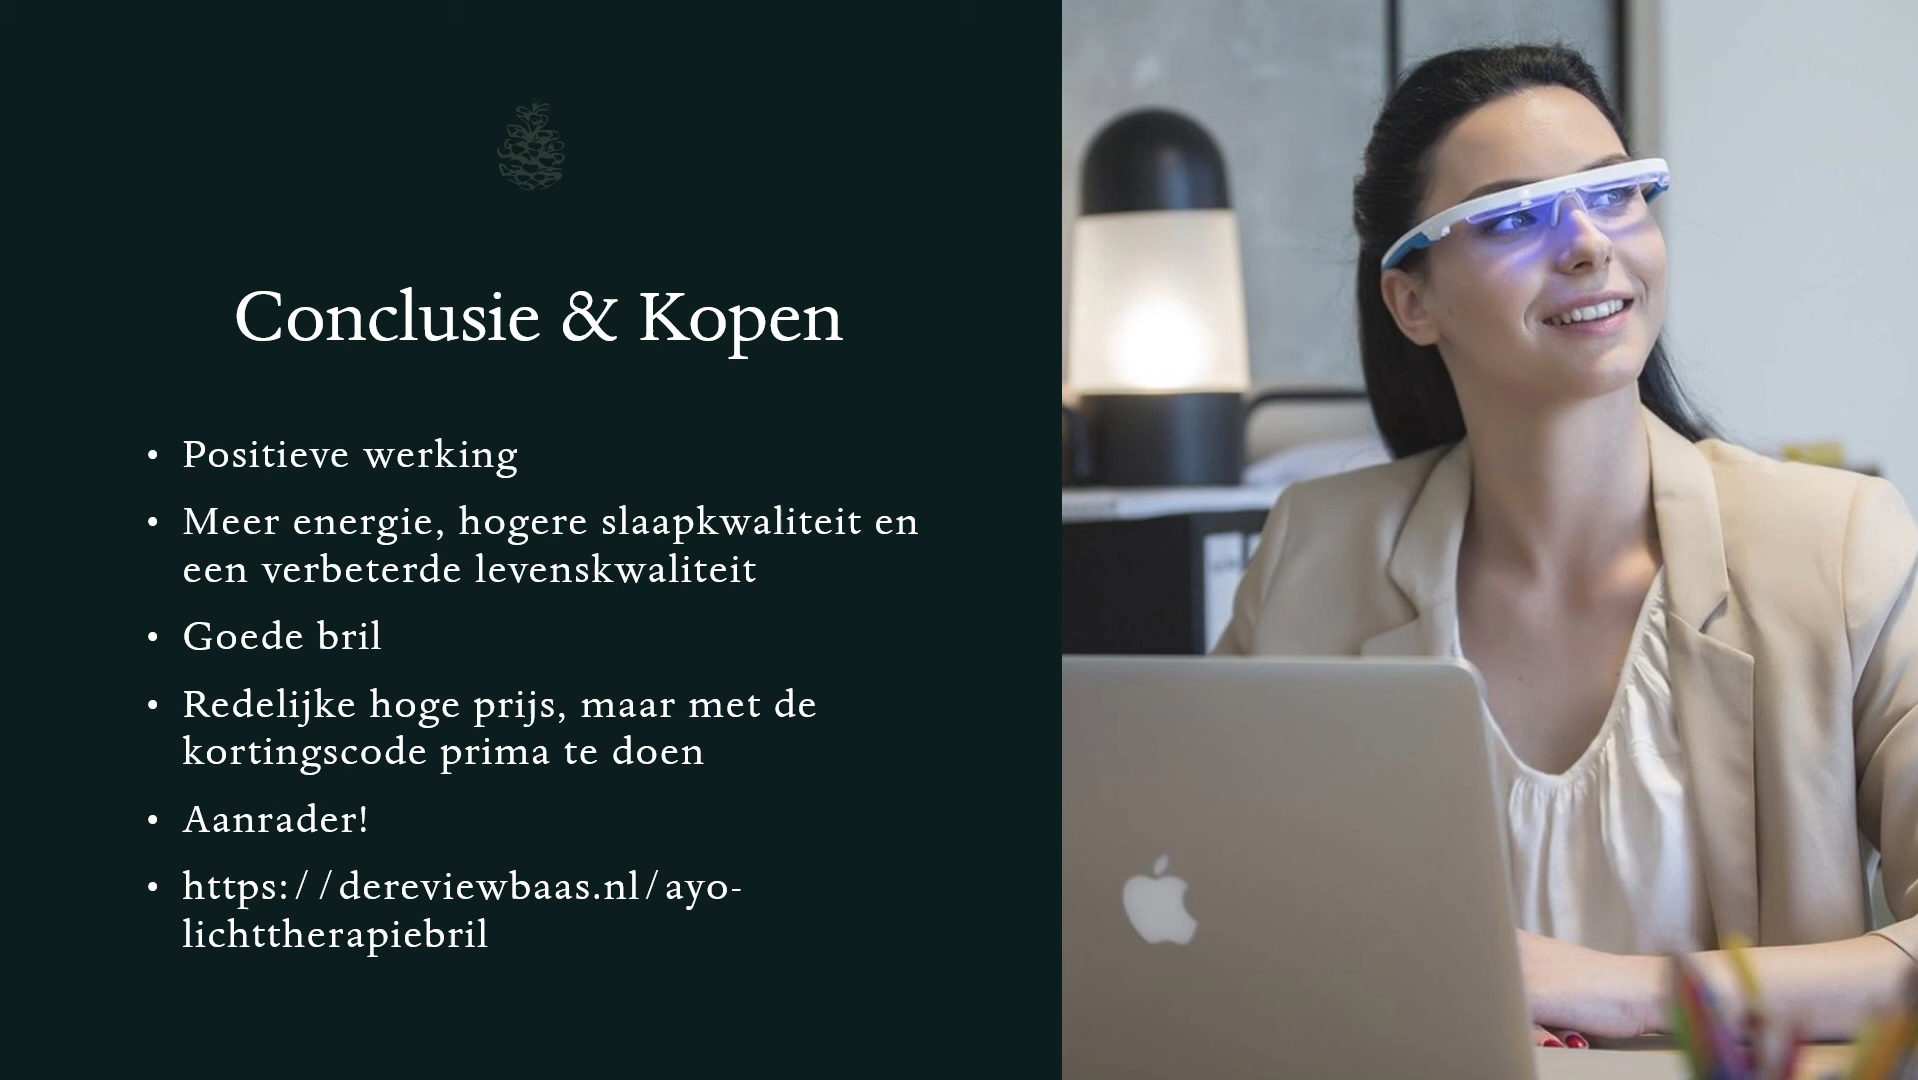 Conclusie & Kopen
• Positieve werking
• Meer energie, hogere slaapkwaliteit en
een verbeterde levenskwaliteit
• Goede bril
• Redelijke hoge prijs, maar met de
kortingscode prima te doen
• Aanrader!
• https://dereviewbaas.nl/ayo-
lichttherapiebril